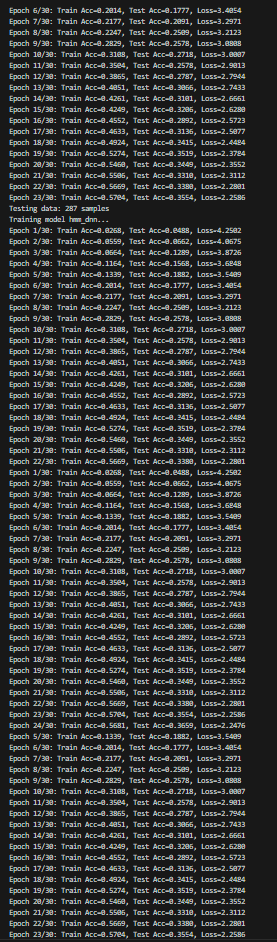 Epoch 6/30: Train Acc=0.2014, Test Acc=0.1777, Loss=3.4054
Epoch 7/30: Train Acc=0.2177, Test Acc=0.2091, Loss=3.2971
Epoch 8/30: Train Acc=0.2247, Test Acc=0.2509, Loss=3.2123
Epoch 9/30: Train Acc=0.2829, Test Acc=0.2578, Loss=3.0808
Epoch 10/30: Train Acc=0.3108, Test Acc=0.2718, Loss=3.0007
Epoch 11/30: Train Acc=0.3504, Test Acc=0.2578, Loss=2.9013
Epoch 12/30: Train Acc=0.3865, Test Acc=0.2787, Loss=2.7944
Epoch 13/30: Train Acc=0.4051, Test Acc=0.3066, Loss=2.7433
Epoch 14/30: Train Acc=0.4261, Test Acc=0.3101, Loss=2.6661
Epoch 15/30: Train Acc=0.4249, Test Acc=0.3206, Loss=2.6280
Epoch 16/30: Train Acc=0.4552, Test Acc=0.2892, Loss=2.5723
Epoch 17/30: Train Acc=0.4633, Test Acc=0.3136, Loss=2.5077
Epoch 18/30: Train Acc=0.4924, Test Acc=0.3415, Loss=2.4484
Epoch 19/30: Train Acc=0.5274, Test Acc=0.3519, Loss=2.3784
Epoch 20/30: Train Acc=0.5460, Test Acc=0.3449, Loss=2.3552
Epoch 21/30: Train Acc=0.5506, Test Acc=0.3310, Loss=2.3112
Epoch 22/30: Train Acc=0.5669, Test Acc=0.3380, Loss=2.2801
Epoch 23/30: Train Acc=0.5704, Test Acc=0.3554, Loss=2.2586
Testing data: 287 samples
Training model hmm_dnn...
Epoch 1/30: Train Acc=0.0268, Test Acc=0.0488, Loss=4.2502
Epoch 2/30: Train Acc=0.0559, Test Acc=0.0662, Loss=4.0675
Epoch 3/30: Train Acc=0.0664, Test Acc=0.1289, Loss=3.8726
Epoch 4/30: Train Acc=0.1164, Test Acc=0.1568, Loss=3.6848
Epoch 5/30: Train Acc=0.1339, Test Acc=0.1882, Loss=3.5409
Epoch 6/30: Train Acc=0.2014, Test Acc=0.1777, Loss=3.4054
Epoch 7/30: Train Acc=0.2177, Test Acc=0.2091, Loss=3.2971
Epoch 8/30: Train Acc=0.2247, Test Acc=0.2509, Loss=3.2123
Epoch 9/30: Train Acc=0.2829, Test Acc=0.2578, Loss=3.0808
Epoch 10/30: Train Acc=0.3108, Test Acc=0.2718, Loss=3.0007
Epoch 11/30: Train Acc=0.3504, Test Acc=0.2578, Loss=2.9013
Epoch 12/30: Train Acc=0.3865, Test Acc=0.2787, Loss=2.7944
Epoch 13/30: Train Acc=0.4051, Test Acc=0.3066, Loss=2.7433
Epoch 14/30: Train Acc=0.4261, Test Acc=0.3101, Loss=2.6661
Epoch 15/30: Train Acc=0.4249, Test Acc=0.3206, Loss=2.6280
Epoch 16/30: Train Acc=0.4552, Test Acc=0.2892, Loss=2.5723
Epoch 17/30: Train Acc=0.4633, Test Acc=0.3136, Loss=2.5077
Epoch 18/30: Train Acc=0.4924, Test Acc=0.3415, Loss=2.4484
Epoch 19/30: Train Acc=0.5274, Test Acc=0.3519, Loss=2.3784
Epoch 20/30: Train Acc=0.5460, Test Acc=0.3449, Loss=2.3552
Epoch 21/30: Train Acc=0.5506, Test Acc=0.3310, Loss=2.3112
Epoch 22/30: Train Acc=0.5669, Test Acc=0.3380, Loss=2.2801
Epoch 1/30: Train Acc=0.0268, Test Acc=0.0488, Loss=4.2502
Epoch 2/30: Train Acc=0.0559, Test Acc=0.0662, Loss=4.0675
Epoch 3/30: Train Acc=0.0664, Test Acc=0.1289, Loss=3.8726
Epoch 4/30: Train Acc=0.1164, Test Acc=0.1568, Loss=3.6848
Epoch 5/30: Train Acc=0.1339, Test Acc=0.1882, Loss=3.5409
Epoch 6/30: Train Acc=0.2014, Test Acc=0.1777, Loss=3.4054
Epoch 7/30: Train Acc=0.2177, Test Acc=0.2091, Loss=3.2971
Epoch 8/30: Train Acc=0.2247, Test Acc=0.2509, Loss=3.2123
Epoch 9/30: Train Acc=0.2829, Test Acc=0.2578, Loss=3.0808
Epoch 10/30: Train Acc=0.3108, Test Acc=0.2718, Loss=3.0007
Epoch 11/30: Train Acc=0.3504, Test Acc=0.2578, Loss=2.9013
Epoch 12/30: Train Acc=0.3865, Test Acc=0.2787, Loss=2.7944
Epoch 13/30: Train Acc=0.4051, Test Acc=0.3066, Loss=2.7433
Epoch 14/30: Train Acc=0.4261, Test Acc=0.3101, Loss=2.6661
Epoch 15/30: Train Acc=0.4249, Test Acc=0.3206, Loss=2.6280
Epoch 16/30: Train Acc=0.4552, Test Acc=0.2892, Loss=2.5723
Epoch 17/30: Train Acc=0.4633, Test Acc=0.3136, Loss=2.5077
Epoch 18/30: Train Acc=0.4924, Test Acc=0.3415, Loss=2.4484
Epoch 19/30: Train Acc=0.5274, Test Acc=0.3519, Loss=2.3784
Epoch 20/30: Train Acc=0.5460, Test Acc=0.3449, Loss=2.3552
Epoch 21/30: Train Acc=0.5506, Test Acc=0.3310, Loss=2.3112
Epoch 22/30: Train Acc=0.5669, Test Acc=0.3380, Loss=2.2801
Epoch 23/30: Train Acc=0.5704, Test Acc=0.3554, Loss=2.2586
Epoch 24/30: Train Acc=0.5681, Test Acc=0.3659, Loss=2.2476
Epoch 5/30: Train Acc=0.1339, Test Acc=0.1882, Loss=3.5409
Epoch 6/30: Train Acc=0.2014, Test Acc=0.1777, Loss=3.4054
Epoch 7/30: Train Acc=0.2177, Test Acc=0.2091, Loss=3.2971
Epoch 8/30: Train Acc=0.2247, Test Acc=0.2509, Loss=3.2123
Epoch 9/30: Train Acc=0.2829, Test Acc=0.2578, Loss=3.0808
Epoch 10/30: Train Acc=0.3108, Test Acc=0.2718, Loss=3.0007
Epoch 11/30: Train Acc=0.3504, Test Acc=0.2578, Loss=2.9013
Epoch 12/30: Train Acc=0.3865, Test Acc=0.2787, Loss=2.7944
Epoch 13/30: Train Acc=0.4051, Test Acc=0.3066, Loss=2.7433
Epoch 14/30: Train Acc=0.4261, Test Acc=0.3101, Loss=2.6661
Epoch 15/30: Train Acc=0.4249, Test Acc=0.3206, Loss=2.6280
Epoch 16/30: Train Acc=0.4552, Test Acc=0.2892, Loss=2.5723
Epoch 17/30: Train Acc=0.4633, Test Acc=0.3136, Loss=2.5077
Epoch 18/30: Train Acc=0.4924, Test Acc=0.3415, Loss=2.4484
Epoch 19/30: Train Acc=0.5274, Test Acc=0.3519, Loss=2.3784
Epoch 20/30: Train Acc=0.5460, Test Acc=0.3449, Loss=2.3552
Epoch 21/30: Train Acc=0.5506, Test Acc=0.3310, Loss=2.3112
Epoch 22/30: Train Acc=0.5669, Test Acc=0.3380, Loss=2.2801
Epoch 23/30: Train Acc=0.5704, Test Acc=0.3554, Loss=2.2586